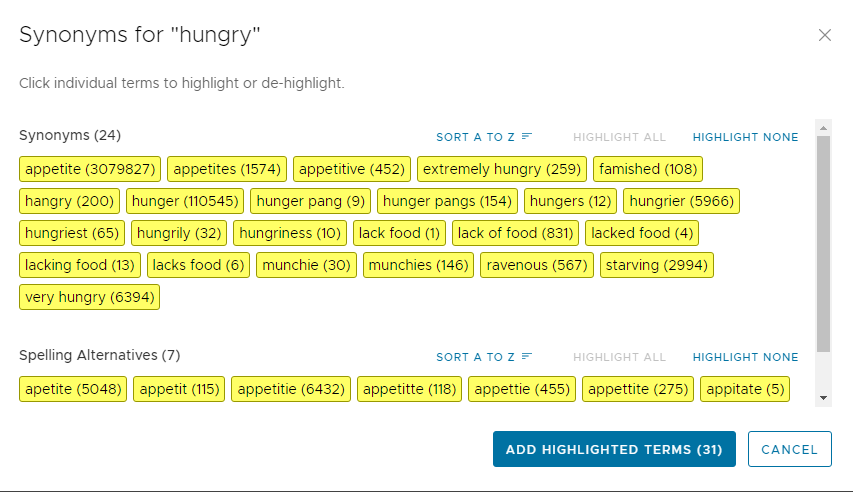 Synonyms for "hungry"
Click individual terms to highlight or de-highlight.
Synonyms (24) SORT A TO Z HIGHLIGHT ALL HIGHLIGHT NONE
appetite (3079827) appetites (1574) appetitive (452) extremely hungry (259) famished (108)
hangry (200) hunger (110545) hunger pang (9) hunger pangs (154) hungers (12) hungrier (5966)
hungriest (65) hungrily (32) hungriness (10) lack food (1) lack of food (831) lacked food (4)
lacking food (13) lacks food (6) munchie (30) munchies (146) ravenous (567) starving (2994)
very hungry (6394)
Spelling Alternatives (7) SORT A TO Z HIGHLIGHT ALL HIGHLIGHT NONE
apetite (5048) appetit (115) appetitie (6432) appetitte (118) appettie (455) appettite (275) appitate (5)
ADD HIGHLIGHTED TERMS (31) CANCEL